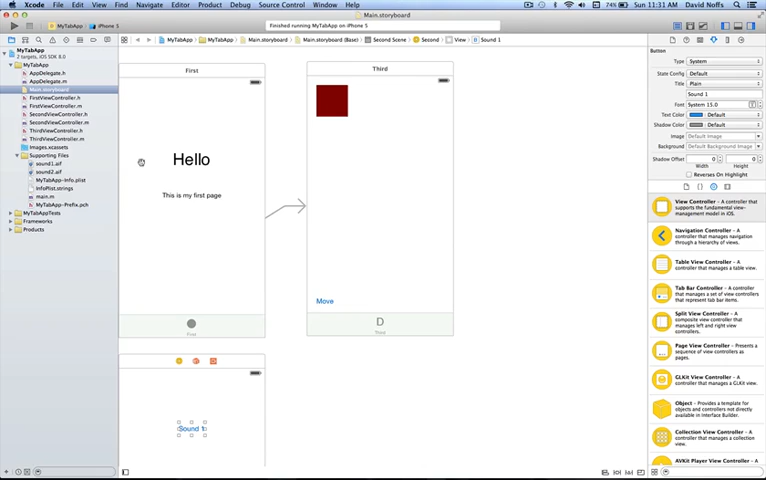 Xcode File Edit View Find Navigate Editor Product Debug Source Control Window Help 74% Sun 11:31 AM David Noffs
Main.storyboard
MyTabApp iPhone 5
Finished running MyTabApp on iPhone 5
MyTabApp MyTabApp Main.storyboard Main.storyboard (Base) Second Scene Second View Sound 1
MyTabApp
2 targets, iOS SDK 8.0
MyTabApp
AppDelegate.h
AppDelegate.m
Main.storyboard
FirstViewController.h
FirstViewController.m
SecondViewController.h
SecondViewController.m
ThirdViewController.h
ThirdViewController.m
Images.xcassets
Supporting Files
sound1.aif
sound2.aif
MyTabApp-Info.plist
InfoPlist.strings
main.m
MyTabApp-Prefix.pch
MyTabAppTests
Frameworks
Products
First
Hello
This is my first page
First
Third
Move
D
Third
Sound 1
Button
Type System
State Config Default
Title Plain
Sound 1
Font System 15.0
Text Color Default
Shadow Color Default
Image Default Image
Background Default Background Image
Shadow Offset 0 0
Width Height
Reverses On Highlight
View Controller - A controller that supports the fundamental view-management model in iOS.
Navigation Controller - A controller that manages navigation through a hierarchy of views.
Table View Controller - A controller that manages a table view.
Tab Bar Controller - A controller that manages a set of view controllers that represent tab bar items.
Split View Controller - A composite view controller that manages left and right view controllers.
Page View Controller - Presents a sequence of view controllers as pages.
GLKit View Controller - A controller that manages a GLKit view.
Object - Provides a template for objects and controllers not directly available in Interface Builder.
Collection View Controller - A controller that manages a collection view.
AVKit Player View Controller - A